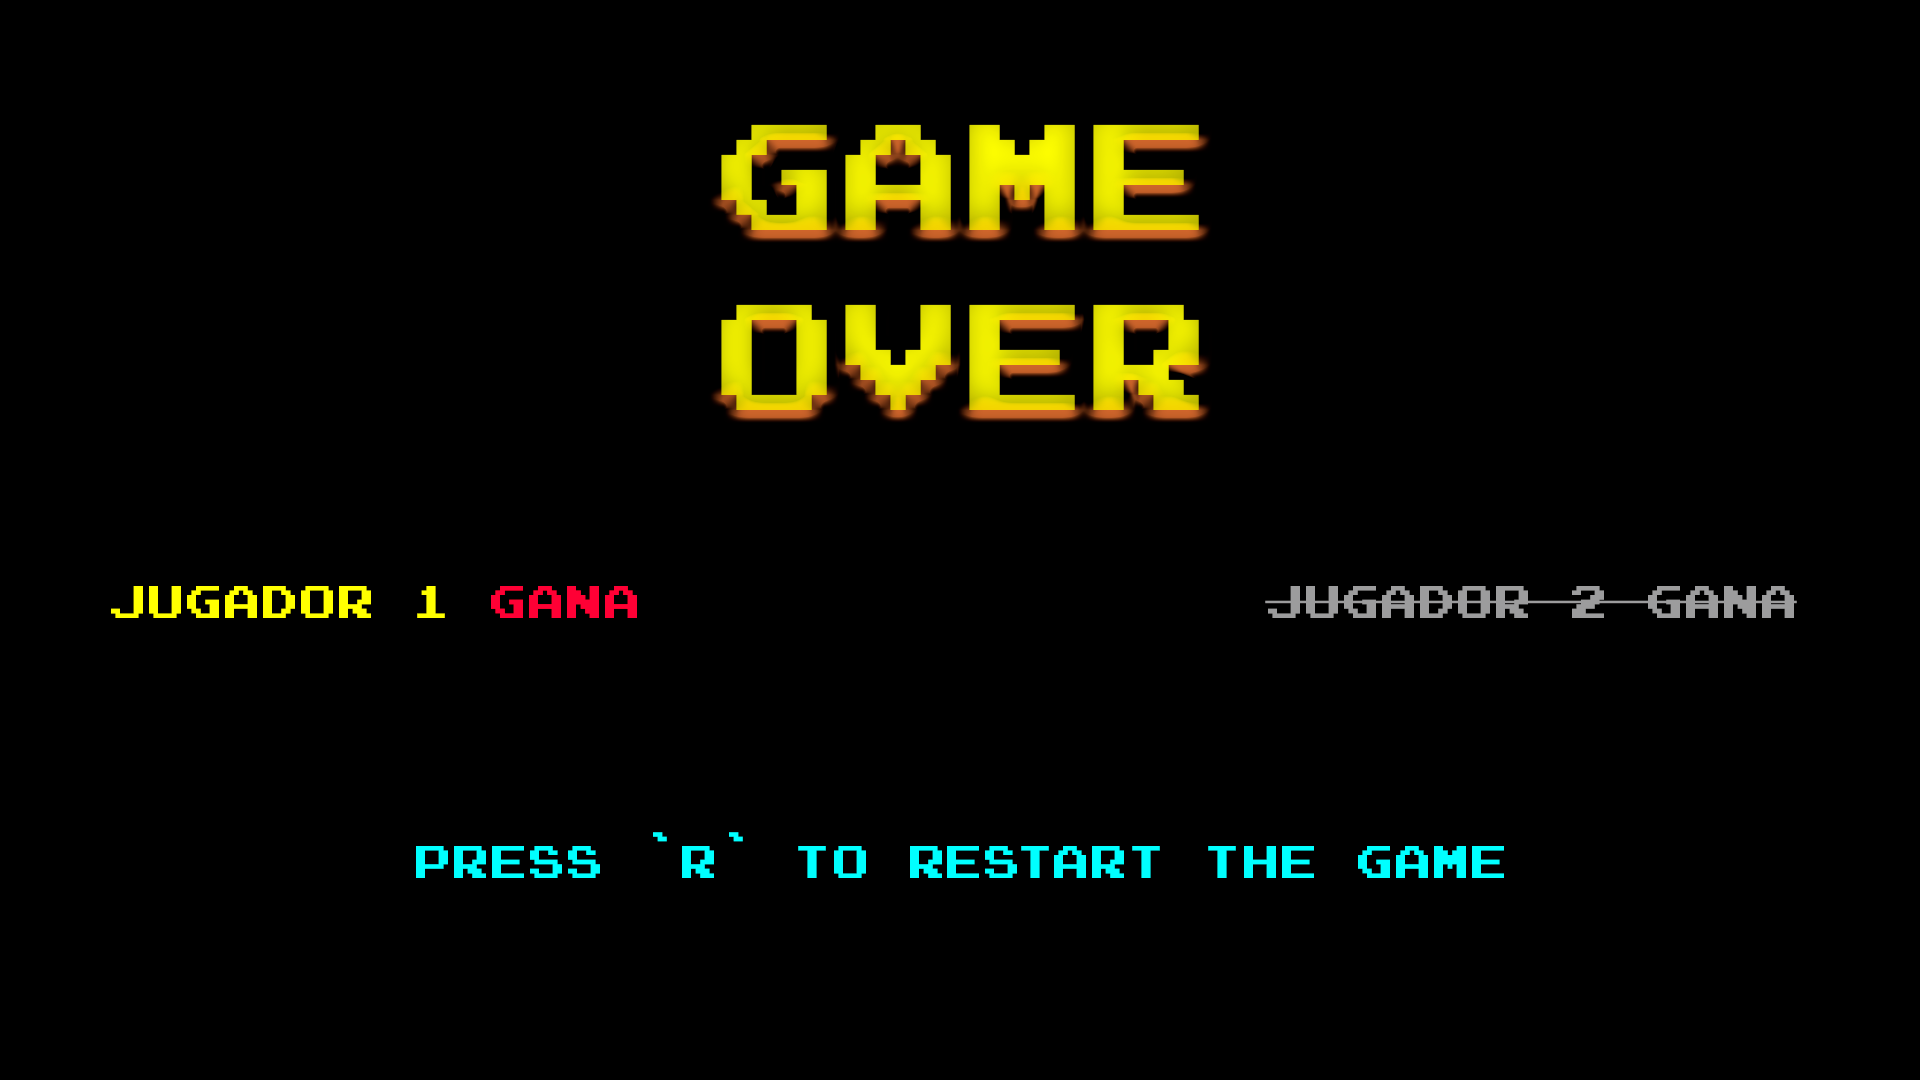 GAME
OVER
JUGADOR 1 GANA
JUGADOR 2 GANA
PRESS `R` TO RESTART THE GAME